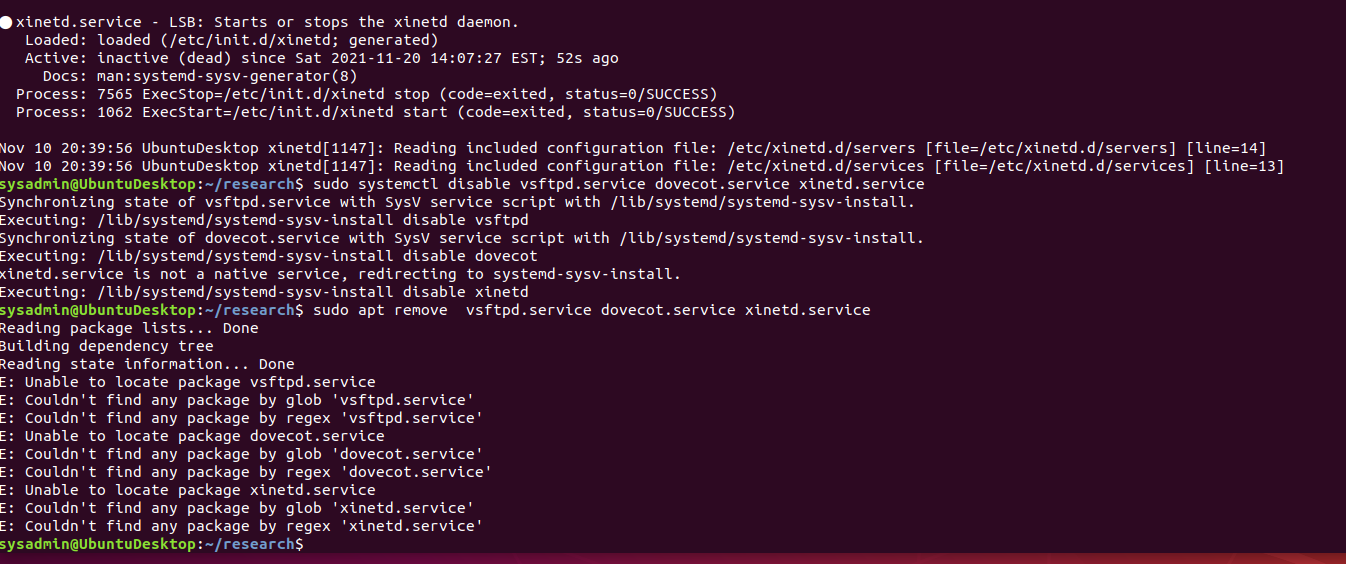 ● xinetd.service - LSB: Starts or stops the xinetd daemon.
Loaded: loaded (/etc/init.d/xinetd; generated)
Active: inactive (dead) since Sat 2021-11-20 14:07:27 EST; 52s ago
Docs: man:systemd-sysv-generator(8)
Process: 7565 ExecStop=/etc/init.d/xinetd stop (code=exited, status=0/SUCCESS)
Process: 1062 ExecStart=/etc/init.d/xinetd start (code=exited, status=0/SUCCESS)
Nov 10 20:39:56 UbuntuDesktop xinetd[1147]: Reading included configuration file: /etc/xinetd.d/servers [file=/etc/xinetd.d/servers] [line=14]
Nov 10 20:39:56 UbuntuDesktop xinetd[1147]: Reading included configuration file: /etc/xinetd.d/services [file=/etc/xinetd.d/services] [line=13]
sysadmin@UbuntuDesktop:~/research$ sudo systemctl disable vsftpd.service dovecot.service xinetd.service
Synchronizing state of vsftpd.service with SysV service script with /lib/systemd/systemd-sysv-install.
Executing: /lib/systemd/systemd-sysv-install disable vsftpd
Synchronizing state of dovecot.service with SysV service script with /lib/systemd/systemd-sysv-install.
Executing: /lib/systemd/systemd-sysv-install disable dovecot
xinetd.service is not a native service, redirecting to systemd-sysv-install.
Executing: /lib/systemd/systemd-sysv-install disable xinetd
sysadmin@UbuntuDesktop:~/research$ sudo apt remove  vsftpd.service dovecot.service xinetd.service
Reading package lists... Done
Building dependency tree
Reading state information... Done
E: Unable to locate package vsftpd.service
E: Couldn't find any package by glob 'vsftpd.service'
E: Couldn't find any package by regex 'vsftpd.service'
E: Unable to locate package dovecot.service
E: Couldn't find any package by glob 'dovecot.service'
E: Couldn't find any package by regex 'dovecot.service'
E: Unable to locate package xinetd.service
E: Couldn't find any package by glob 'xinetd.service'
E: Couldn't find any package by regex 'xinetd.service'
sysadmin@UbuntuDesktop:~/research$